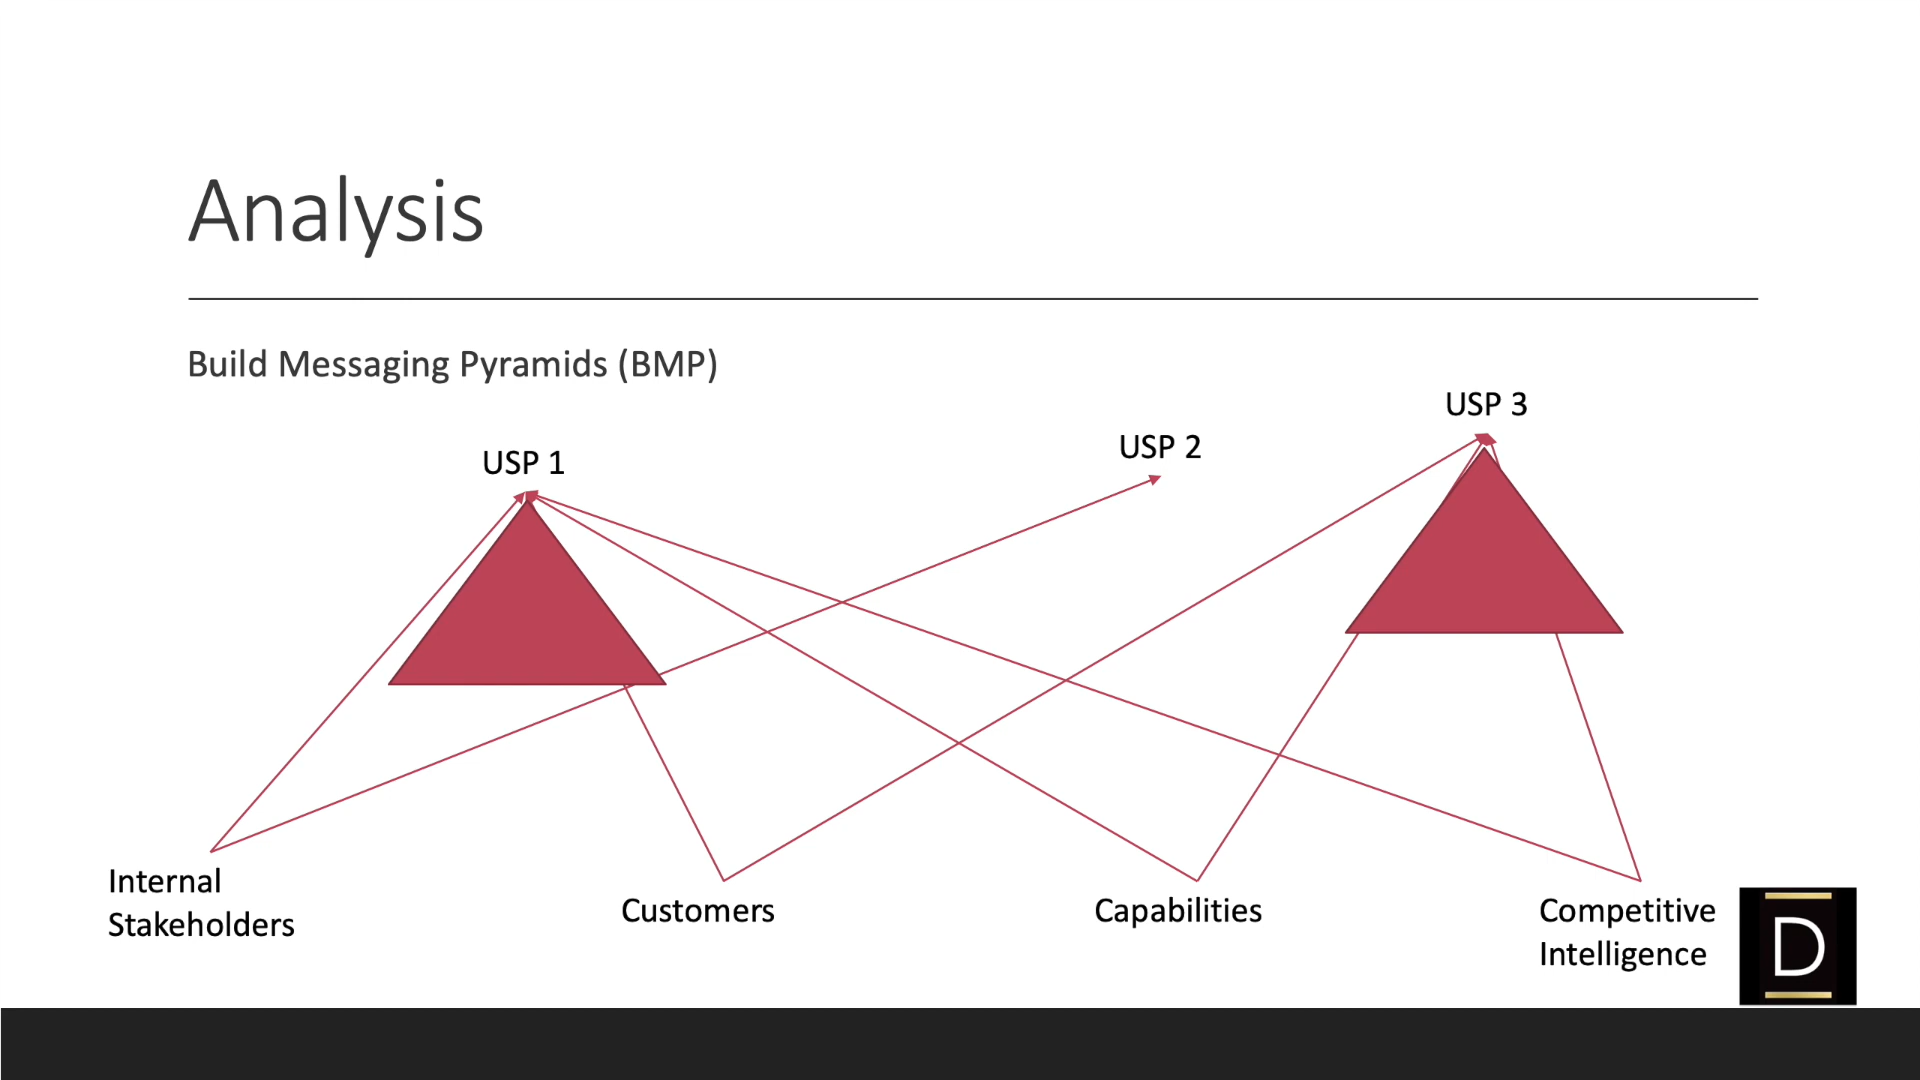 Analysis
Build Messaging Pyramids (BMP)
USP 3
USP 2
USP 1
Internal
Stakeholders
Customers
Capabilities
Competitive
Intelligence
D